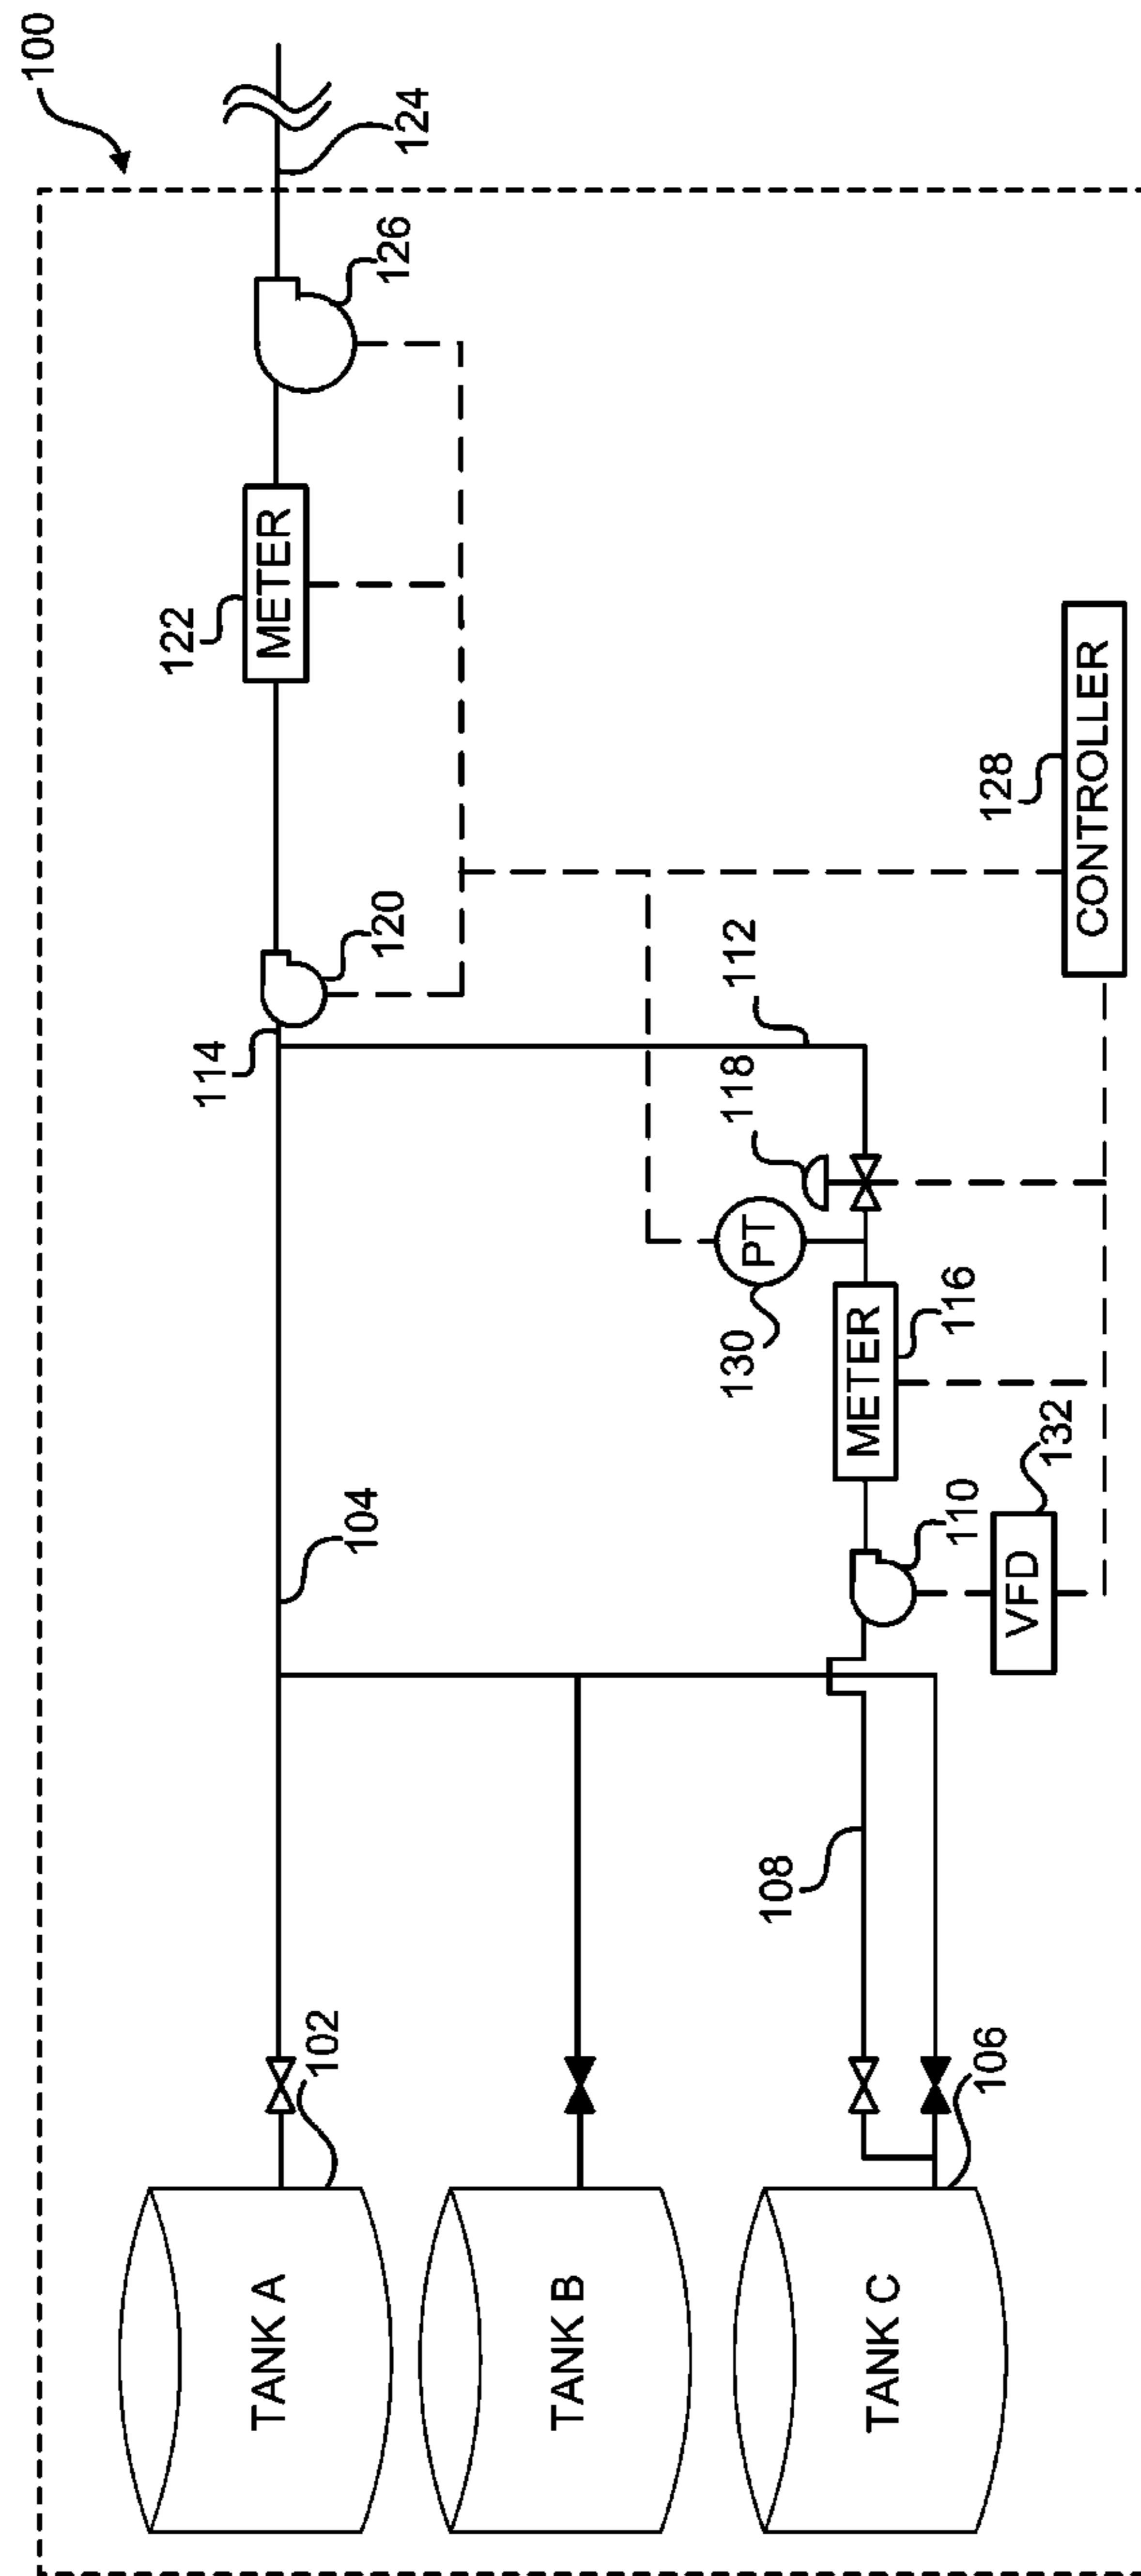 100
124
126
METER
122
120
114
104
102
TANK A
TANK B
TANK C
106
108
110
VFD
132
METER
116
PT
130
118
112
128
CONTROLLER